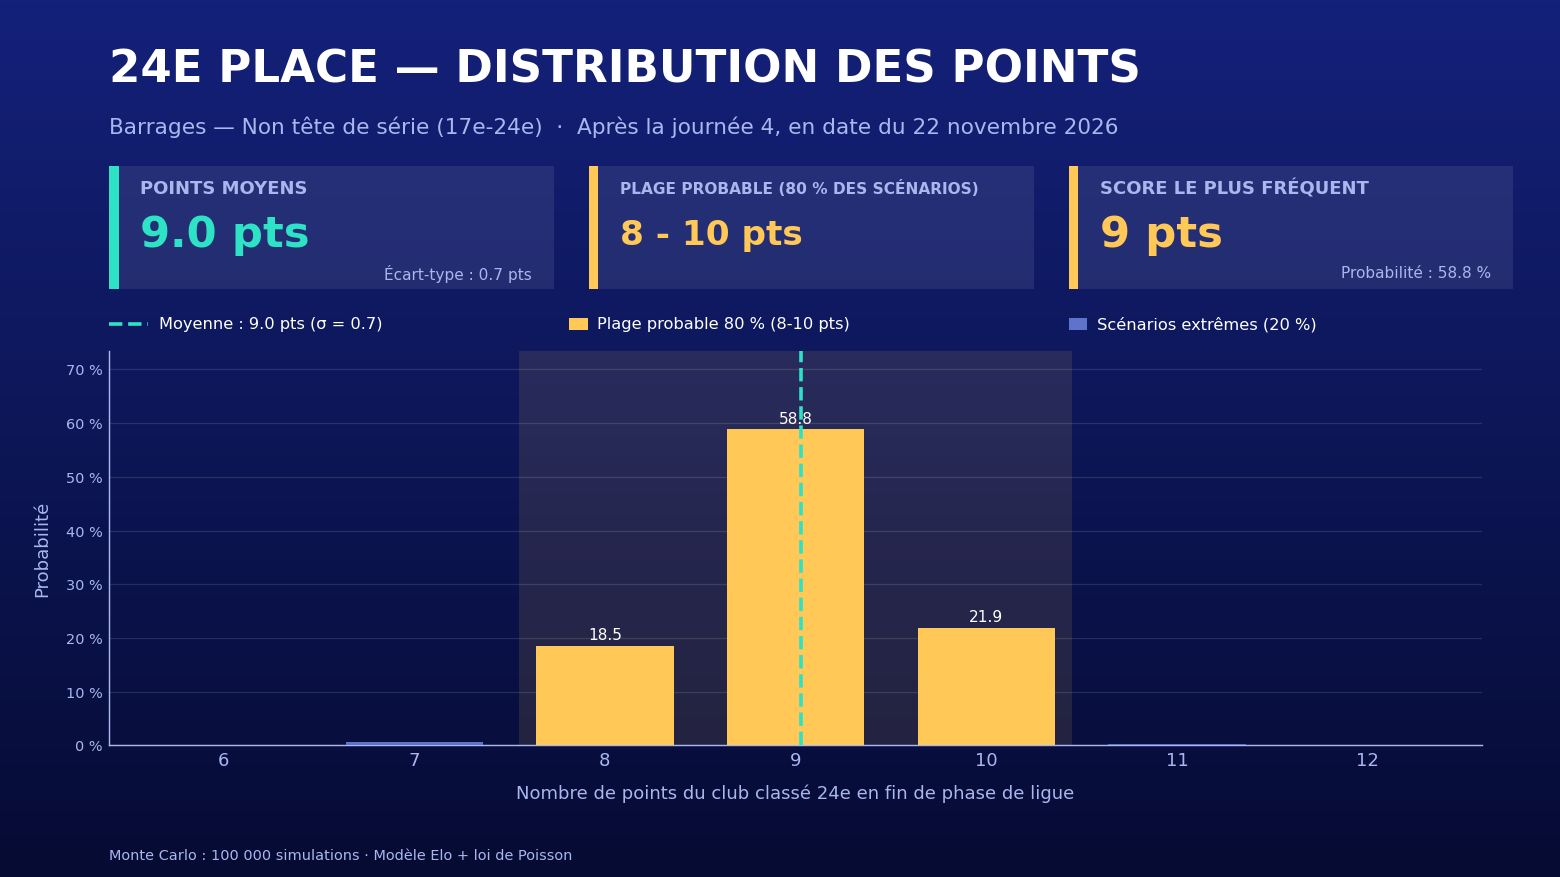 24E PLACE — DISTRIBUTION DES POINTS
Barrages — Non tête de série (17e-24e)  ·  Après la journée 4, en date du 22 novembre 2026
POINTS MOYENS
9.0 pts
Écart-type : 0.7 pts
PLAGE PROBABLE (80 % DES SCÉNARIOS)
8 - 10 pts
SCORE LE PLUS FRÉQUENT
9 pts
Probabilité : 58.8 %
Moyenne : 9.0 pts (σ = 0.7)
Plage probable 80 % (8-10 pts)
Scénarios extrêmes (20 %)
Probabilité
70 %
60 %
50 %
40 %
30 %
20 %
10 %
0 %
18.5
58.8
21.9
6 7 8 9 10 11 12
Nombre de points du club classé 24e en fin de phase de ligue
Monte Carlo : 100 000 simulations · Modèle Elo + loi de Poisson